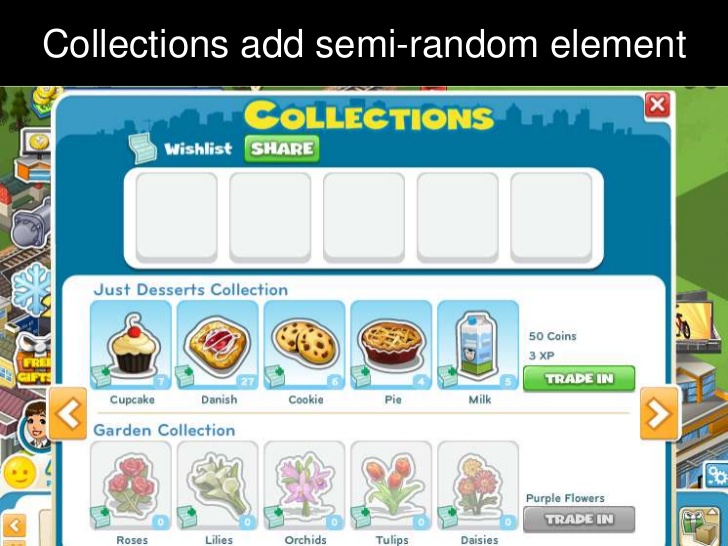 Collections add semi-random element
COLLECTIONS
Wishlist SHARE
Just Desserts Collection
7 27 6 4 5
Cupcake Danish Cookie Pie Milk
50 Coins
3 XP
TRADE IN
FREE
GIFTS
Garden Collection
0 0 0 0 0
Roses Lilies Orchids Tulips Daisies
Purple Flowers
TRADE IN